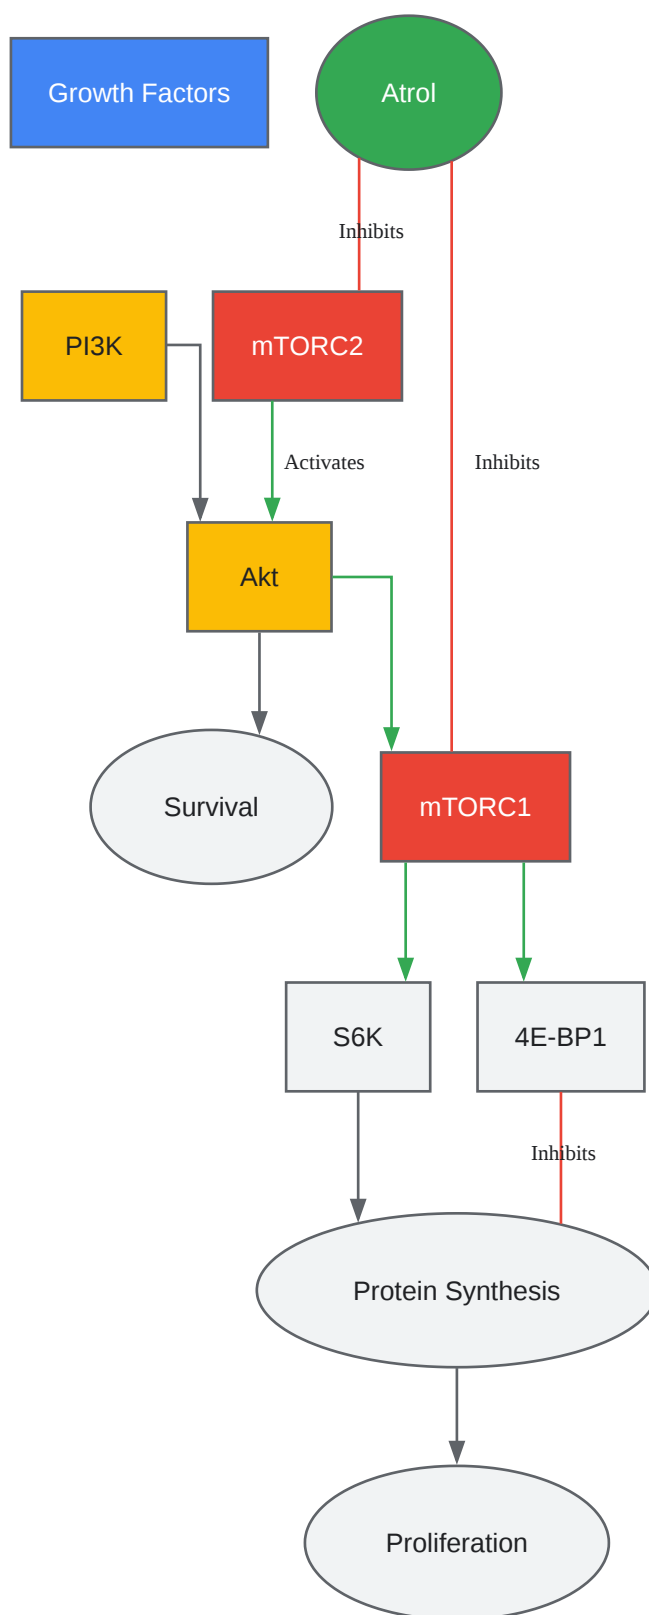 Growth Factors
Atrol
Inhibits
PI3K
mTORC2
Activates
Inhibits
Akt
Survival
mTORC1
S6K
4E-BP1
Inhibits
Protein Synthesis
Proliferation